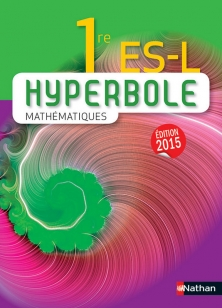 1re ES-L
HYPERBOLE
MATHÉMATIQUES
ÉDITION
2015
Nathan